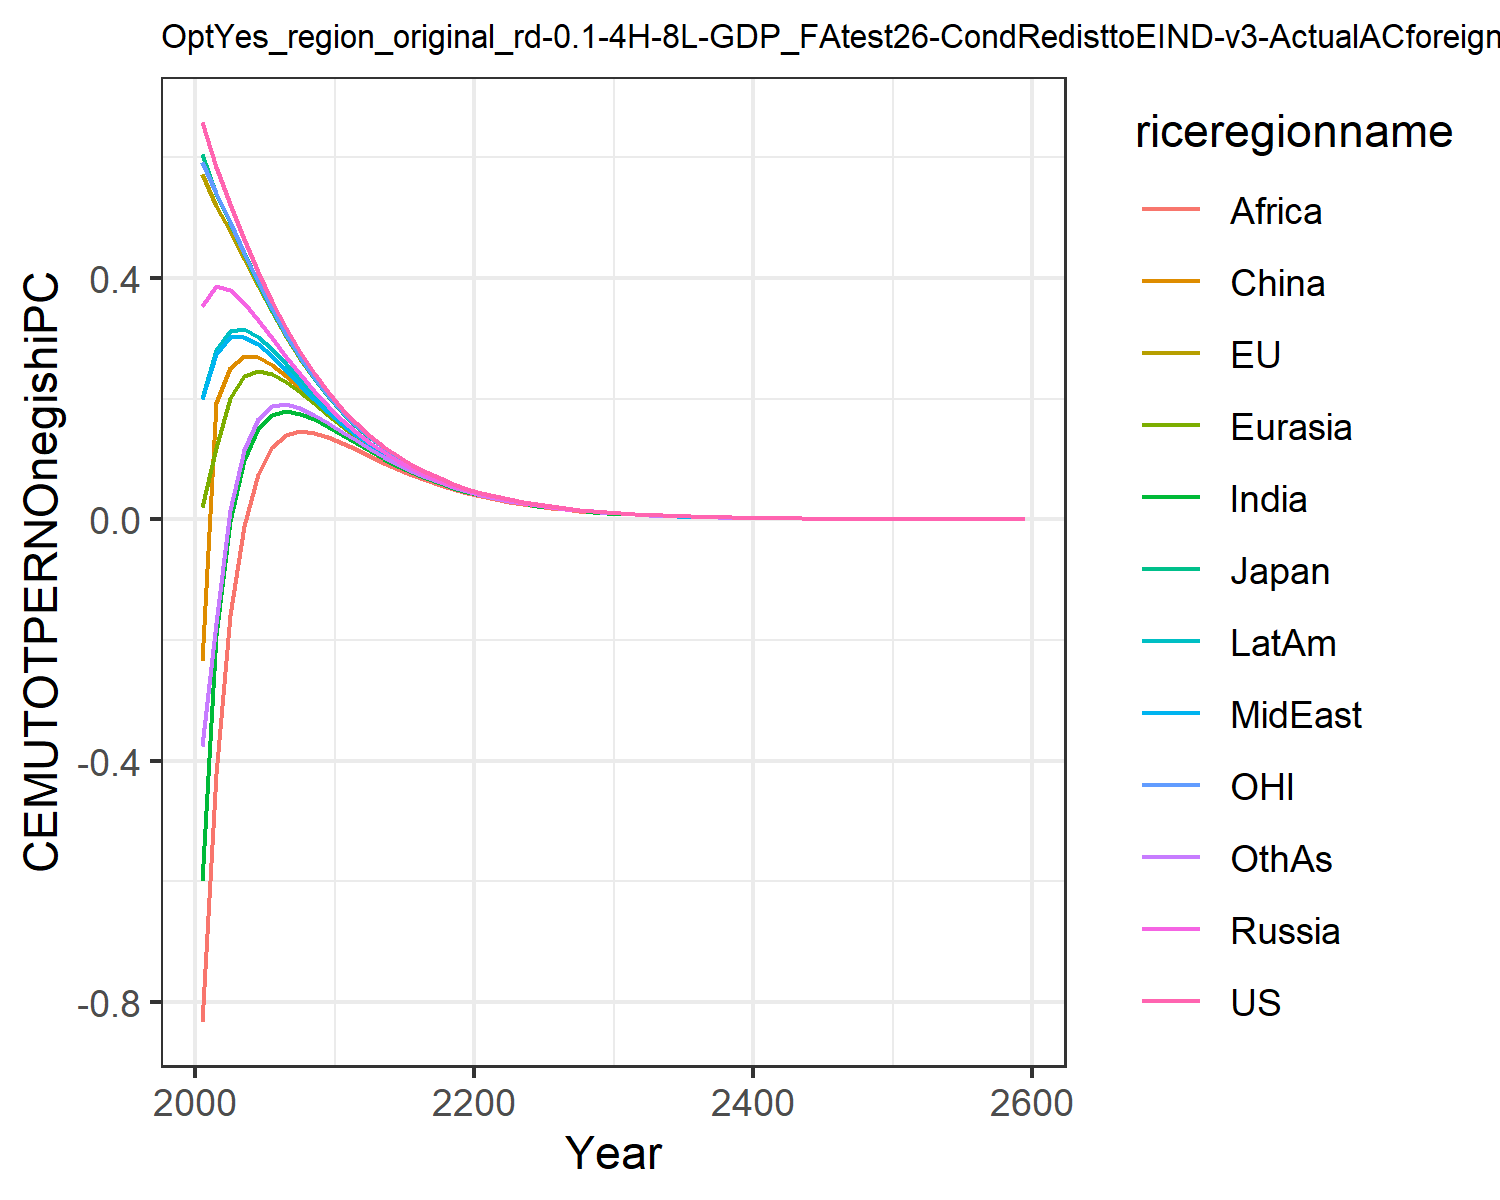 OptYes_region_original_rd-0.1-4H-8L-GDP_FAtest26-CondRedisttoEIND-v3-ActualACforeign
CEMUTOTPERNOnegishiPC
0.4
0.0
-0.4
-0.8
2000
2200
2400
2600
Year
riceregionname
Africa
China
EU
Eurasia
India
Japan
LatAm
MidEast
OHI
OthAs
Russia
US